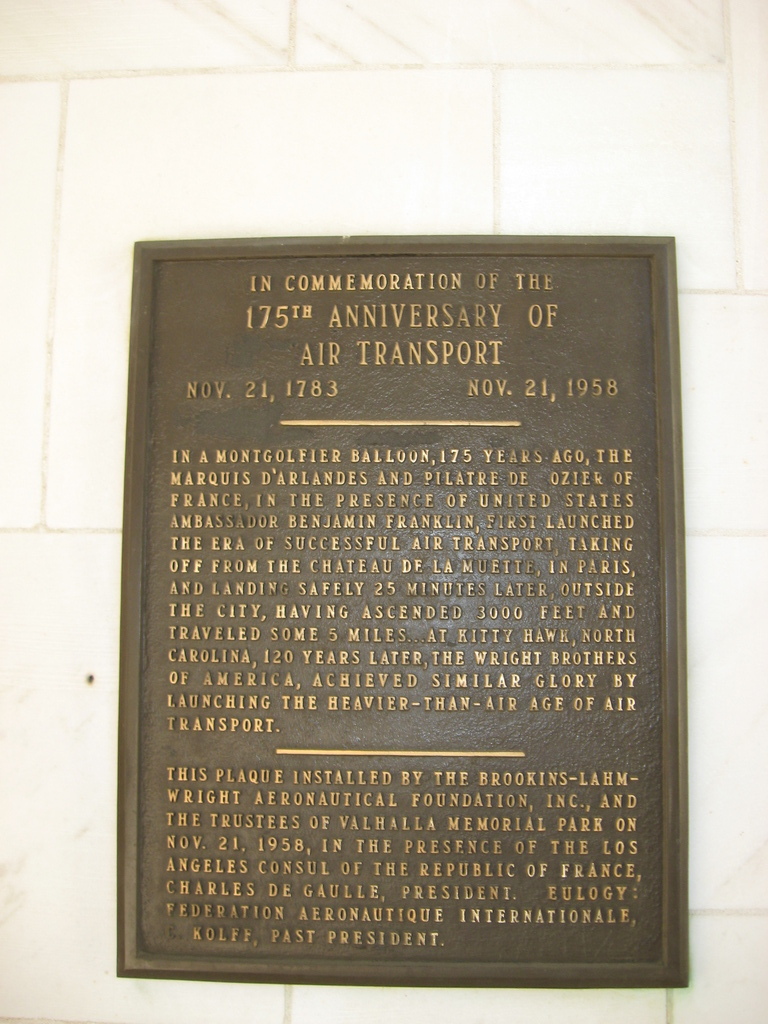 IN COMMEMORATION OF THE
175TH ANNIVERSARY OF
AIR TRANSPORT
NOV. 21, 1783 NOV. 21, 1958
IN A MONTGOLFIER BALLOON, 175 YEARS AGO, THE
MARQUIS D'ARLANDES AND PILATRE DE OZIER OF
FRANCE, IN THE PRESENCE OF UNITED STATES
AMBASSADOR BENJAMIN FRANKLIN, FIRST LAUNCHED
THE ERA OF SUCCESSFUL AIR TRANSPORT, TAKING
OFF FROM THE CHATEAU DE LA MUETTE, IN PARIS,
AND LANDING SAFELY 25 MINUTES LATER, OUTSIDE
THE CITY, HAVING ASCENDED 3000 FEET AND
TRAVELED SOME 5 MILES...AT KITTY HAWK, NORTH
CAROLINA, 120 YEARS LATER, THE WRIGHT BROTHERS
OF AMERICA, ACHIEVED SIMILAR GLORY BY
LAUNCHING THE HEAVIER-THAN-AIR AGE OF AIR
TRANSPORT.
THIS PLAQUE INSTALLED BY THE BROOKINS-LAHM-
WRIGHT AERONAUTICAL FOUNDATION, INC., AND
THE TRUSTEES OF VALHALLA MEMORIAL PARK ON
NOV. 21, 1958, IN THE PRESENCE OF THE LOS
ANGELES CONSUL OF THE REPUBLIC OF FRANCE,
CHARLES DE GAULLE, PRESIDENT. EULOGY:
FEDERATION AERONAUTIQUE INTERNATIONALE,
KOLFF, PAST PRESIDENT.